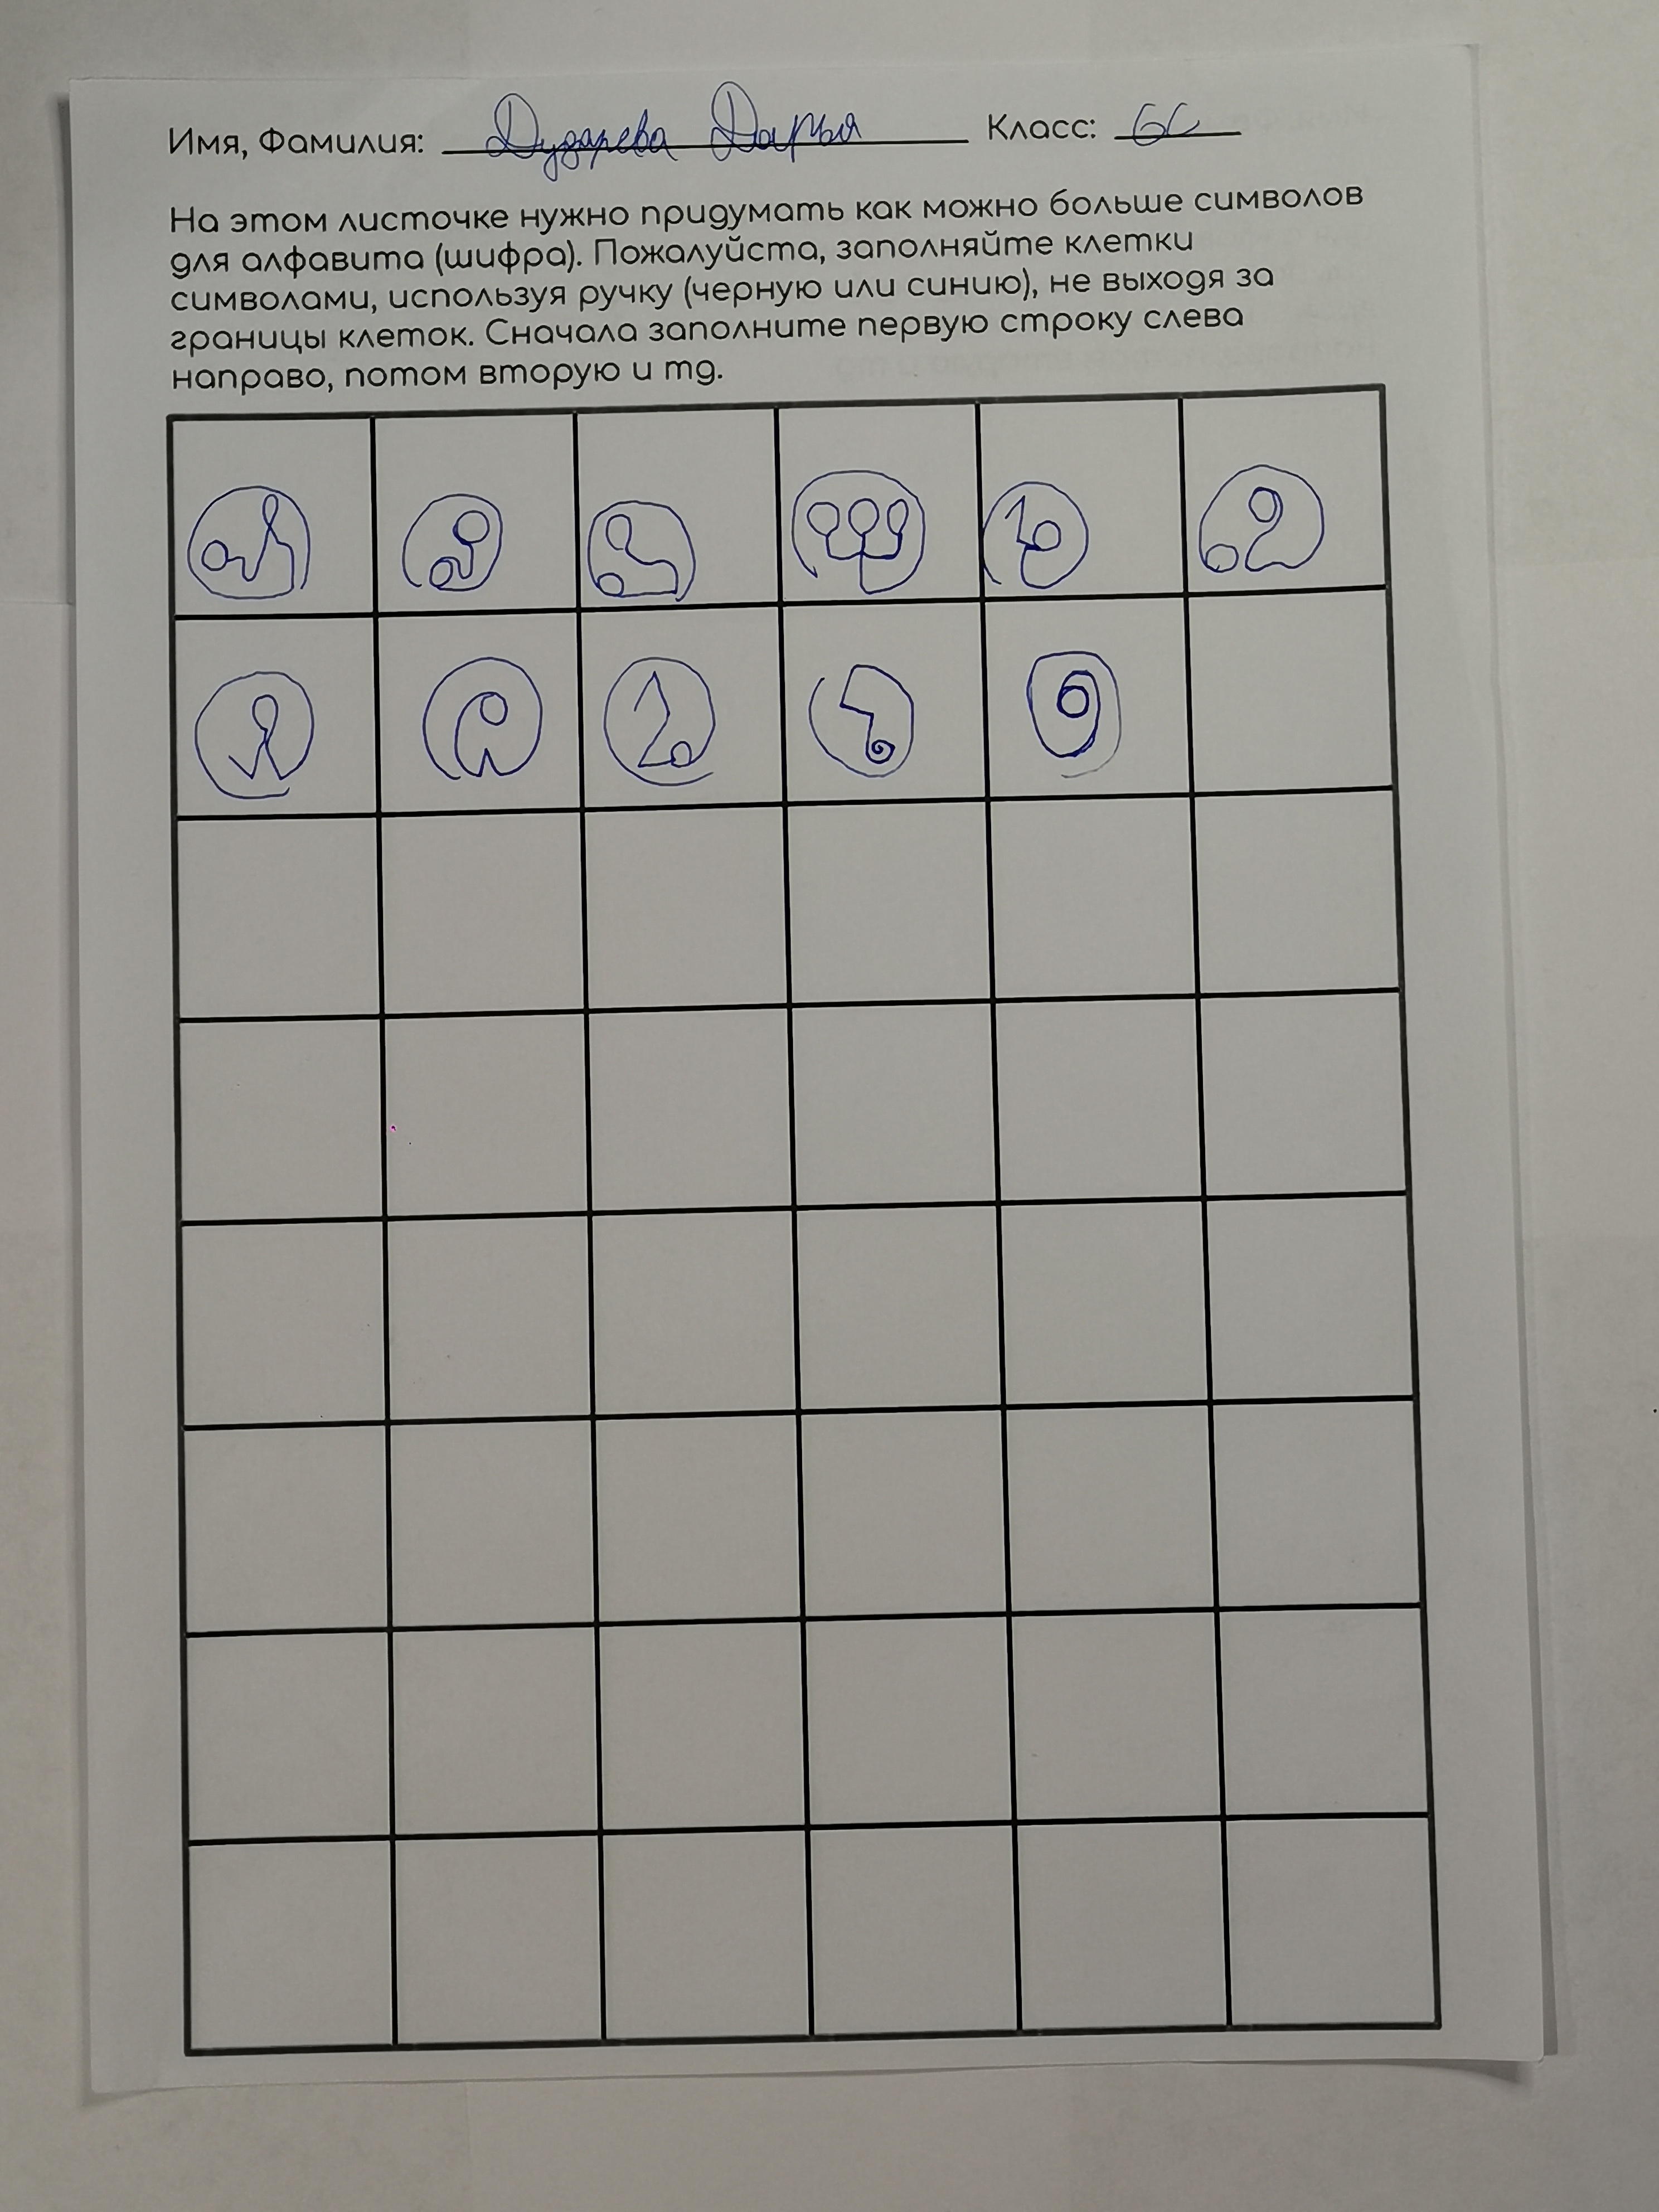 Имя, Фамилия: Дударева Дарья Класс: 6С
На этом листочке нужно придумать как можно больше символов
для алфавита (шифра). Пожалуйста, заполняйте клетки
символами, используя ручку (черную или синию), не выходя за
границы клеток. Сначала заполните первую строку слева
направо, потом вторую и тд.